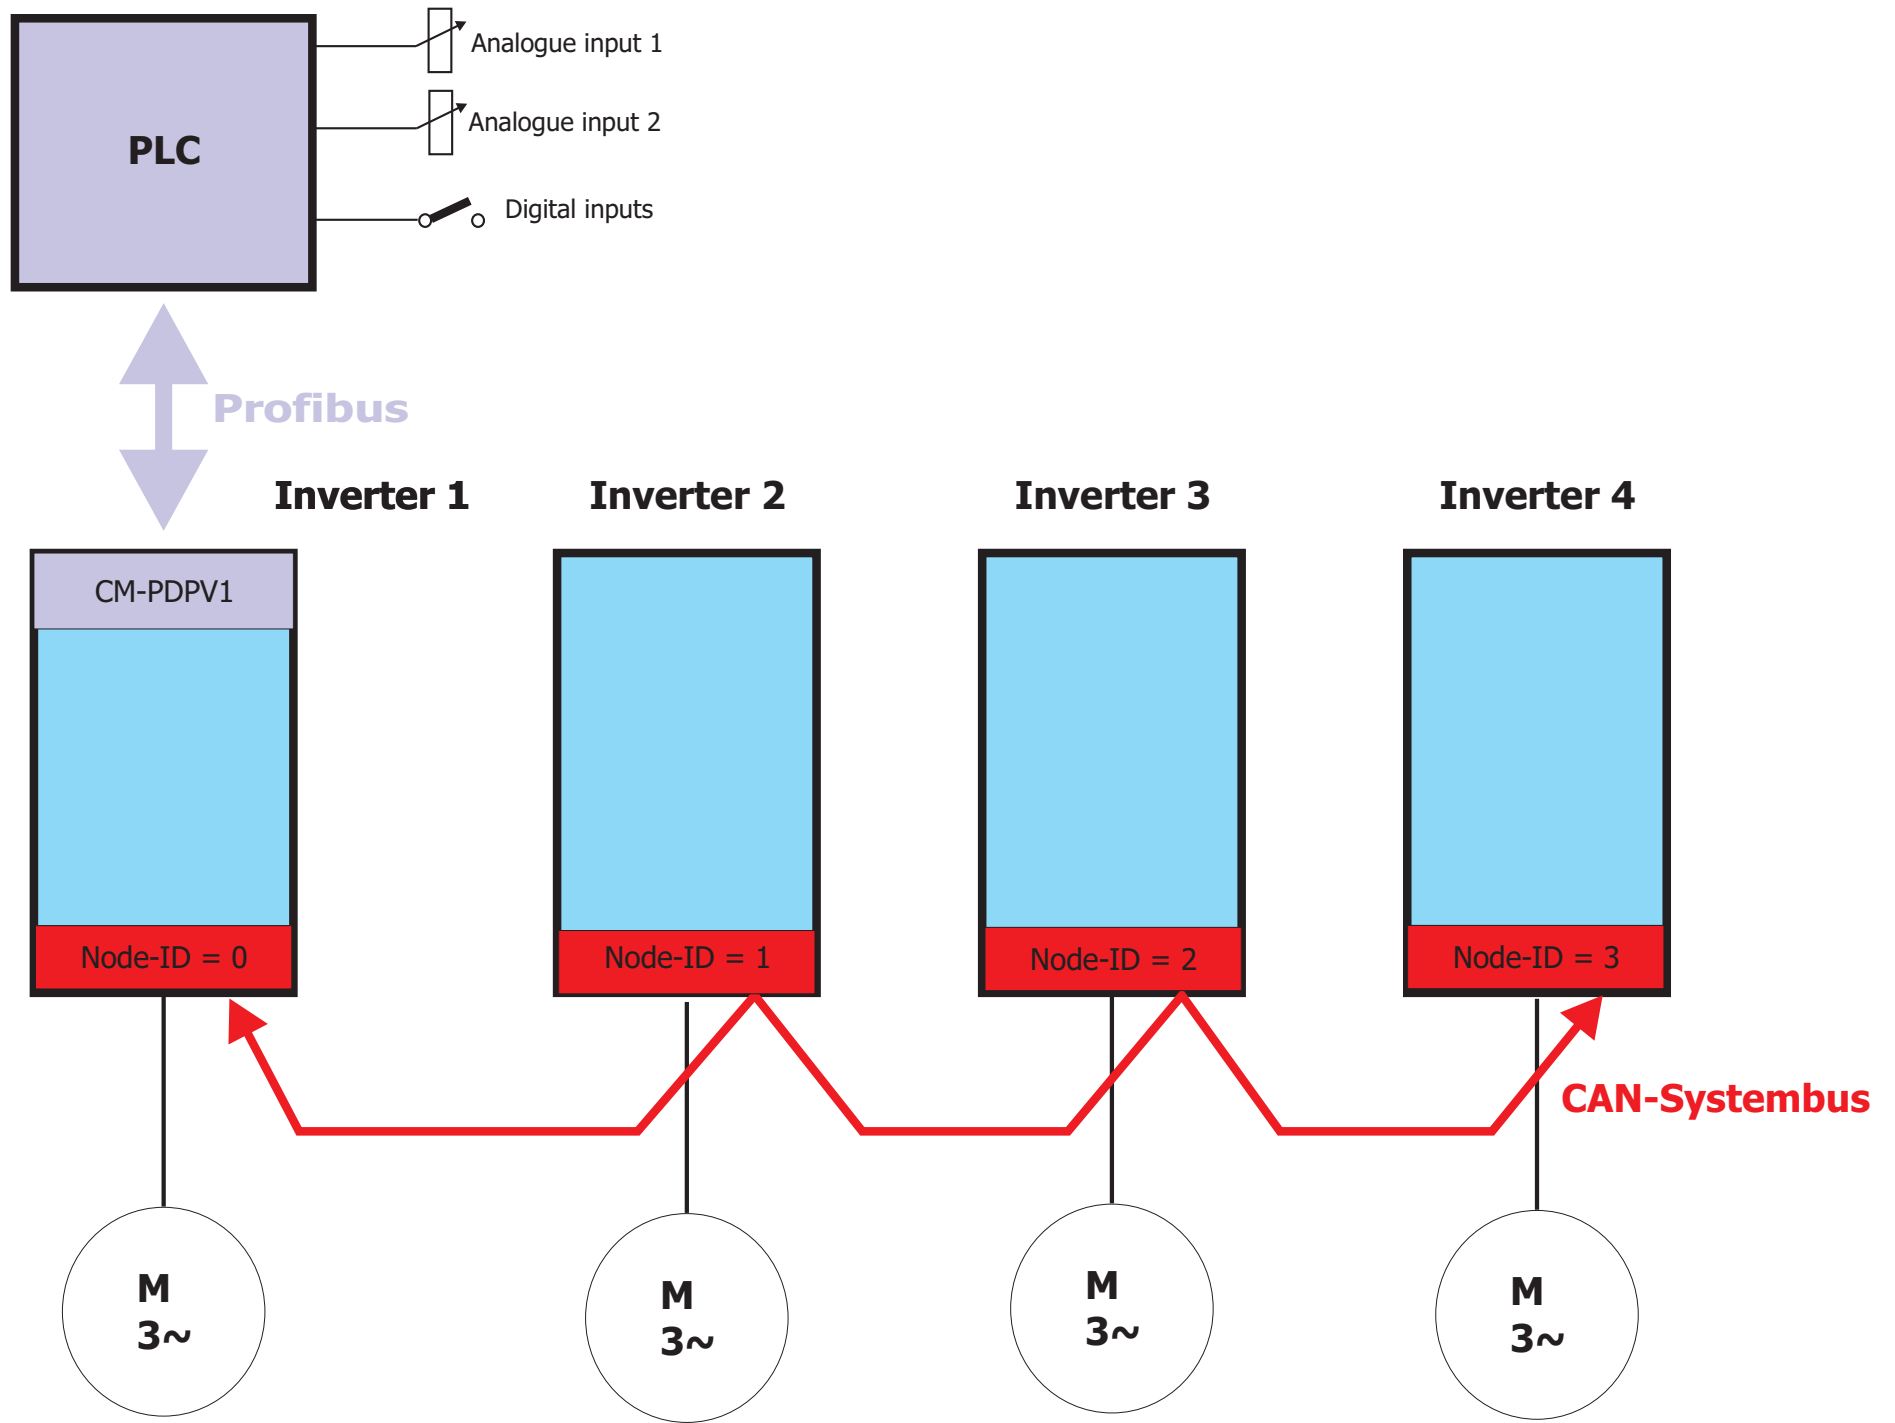 Analogue input 1
Analogue input 2
PLC
Digital inputs
Profibus
Inverter 1
Inverter 2
Inverter 3
Inverter 4
CM-PDPV1
Node-ID = 0
Node-ID = 1
Node-ID = 2
Node-ID = 3
CAN-Systembus
M
3~
M
3~
M
3~
M
3~